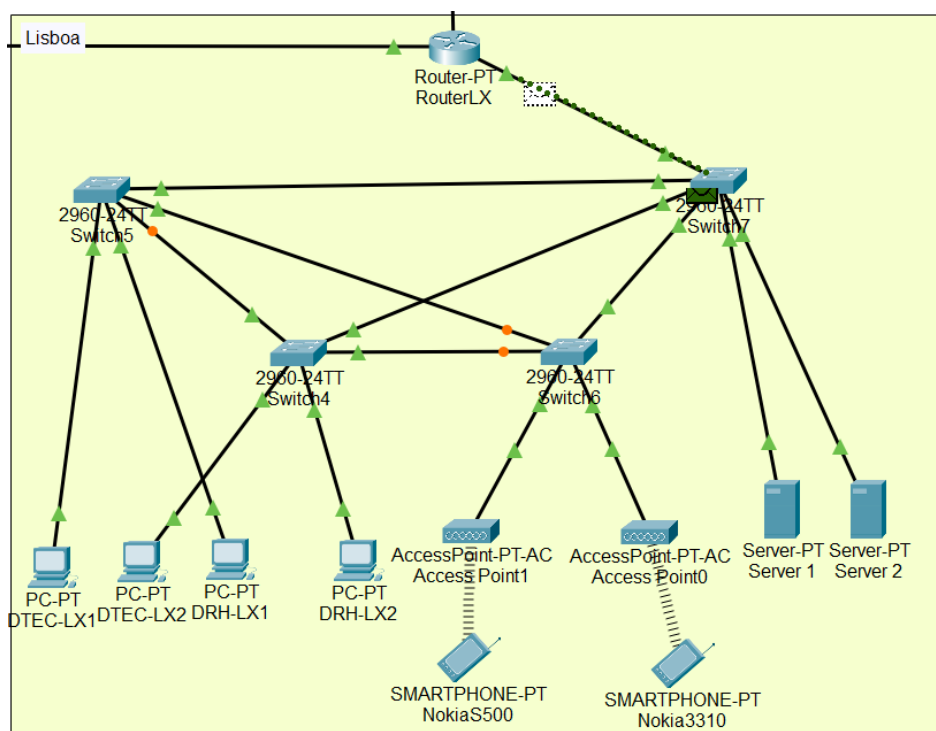 Lisboa
Router-PT
RouterLX
2960-24TT
Switch5
2960-24TT
Switch7
2960-24TT
Switch4
2960-24TT
Switch6
PC-PT
DTEC-LX1
PC-PT
DTEC-LX2
PC-PT
DRH-LX1
PC-PT
DRH-LX2
AccessPoint-PT-AC
Access Point1
AccessPoint-PT-AC
Access Point0
Server-PT
Server 1
Server-PT
Server 2
SMARTPHONE-PT
NokiaS500
SMARTPHONE-PT
Nokia3310